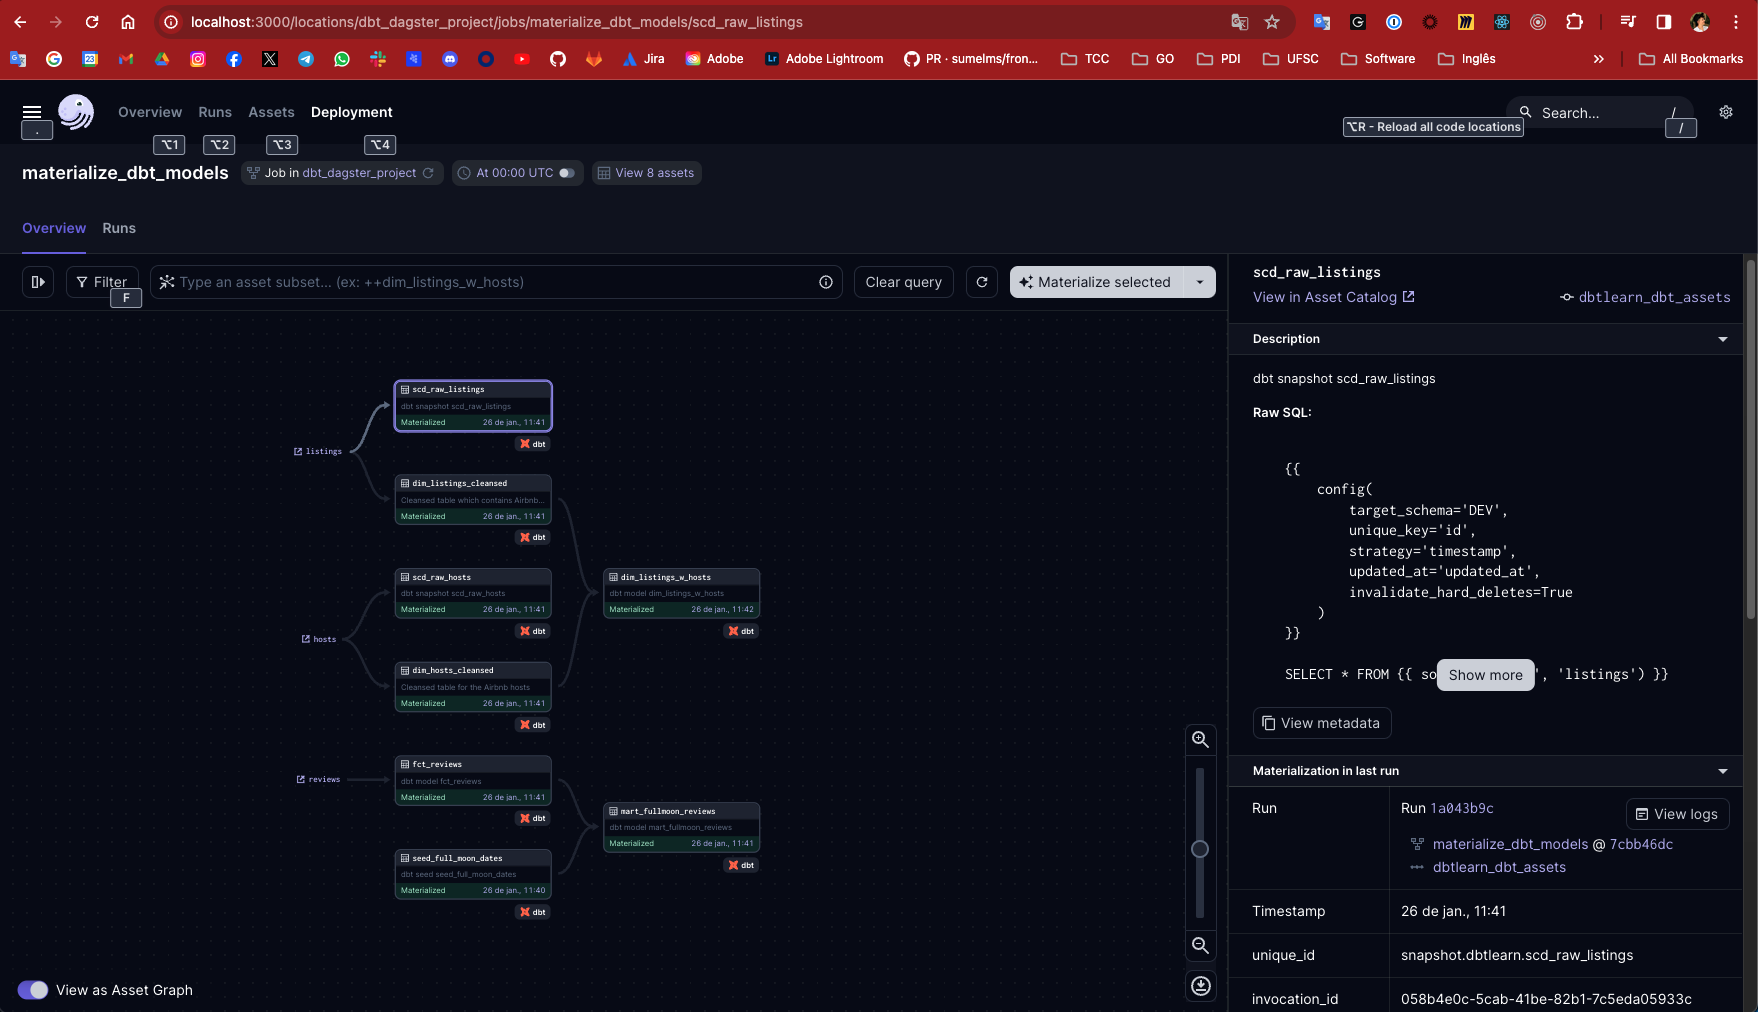 localhost:3000/locations/dbt_dagster_project/jobs/materialize_dbt_models/scd_raw_listings
Jira
Adobe
Adobe Lightroom
PR · sumelms/fron...
TCC
GO
PDI
UFSC
Software
Inglês
All Bookmarks
Overview
Runs
Assets
Deployment
Search...
/
.
⌥1
⌥2
⌥3
⌥4
⌥R - Reload all code locations
/
materialize_dbt_models
Job in dbt_dagster_project
At 00:00 UTC
View 8 assets
Overview
Runs
Filter
F
Type an asset subset... (ex: ++dim_listings_w_hosts)
Clear query
Materialize selected
listings
hosts
reviews
scd_raw_listings
dbt snapshot scd_raw_listings
Materialized 26 de jan., 11:41
dbt
dim_listings_cleansed
Cleansed table which contains Airbnb...
Materialized 26 de jan., 11:41
dbt
scd_raw_hosts
dbt snapshot scd_raw_hosts
Materialized 26 de jan., 11:41
dbt
dim_hosts_cleansed
Cleansed table for the Airbnb hosts
Materialized 26 de jan., 11:41
dbt
dim_listings_w_hosts
dbt model dim_listings_w_hosts
Materialized 26 de jan., 11:42
dbt
fct_reviews
dbt model fct_reviews
Materialized 26 de jan., 11:41
dbt
seed_full_moon_dates
dbt seed seed_full_moon_dates
Materialized 26 de jan., 11:40
dbt
mart_fullmoon_reviews
dbt model mart_fullmoon_reviews
Materialized 26 de jan., 11:41
dbt
View as Asset Graph
scd_raw_listings
View in Asset Catalog
dbtlearn_dbt_assets
Description
dbt snapshot scd_raw_listings
Raw SQL:
{{
config(
target_schema='DEV',
unique_key='id',
strategy='timestamp',
updated_at='updated_at',
invalidate_hard_deletes=True
)
}}
SELECT * FROM {{ so
Show more
', 'listings') }}
View metadata
Materialization in last run
Run
Run 1a043b9c
View logs
materialize_dbt_models @ 7cbb46dc
dbtlearn_dbt_assets
Timestamp
26 de jan., 11:41
unique_id
snapshot.dbtlearn.scd_raw_listings
invocation_id
058b4e0c-5cab-41be-82b1-7c5eda05933c